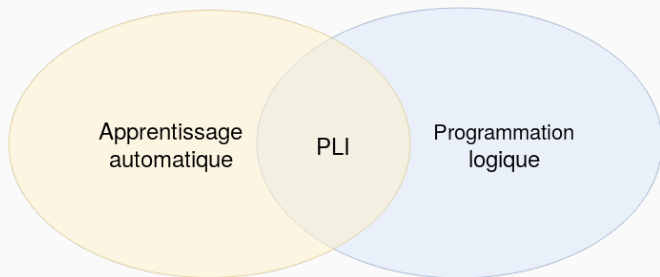 Apprentissage
automatique
PLI
Programmation
logique